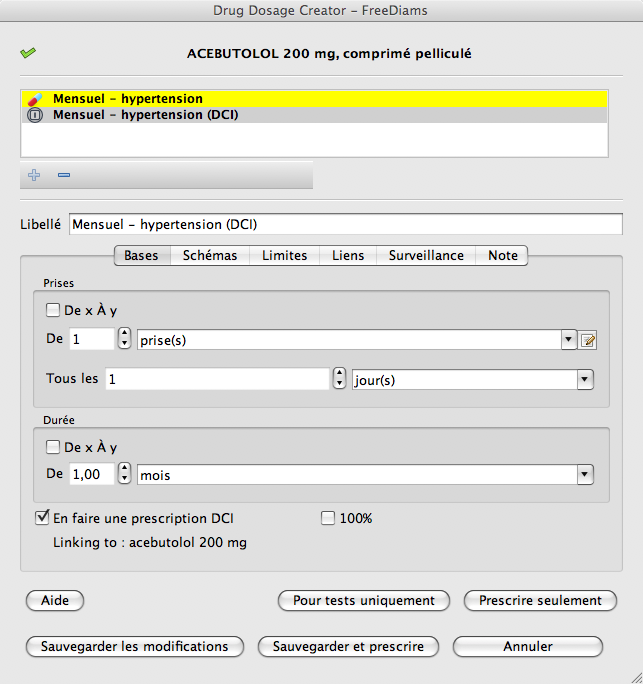 Drug Dosage Creator – FreeDiams
ACEBUTOLOL 200 mg, comprimé pelliculé
Mensuel – hypertension
Mensuel – hypertension (DCI)
Libellé Mensuel – hypertension (DCI)
Bases Schémas Limites Liens Surveillance Note
Prises
De x À y
De 1 prise(s)
Tous les 1 jour(s)
Durée
De x À y
De 1,00 mois
En faire une prescription DCI 100%
Linking to : acebutolol 200 mg
Aide Pour tests uniquement Prescrire seulement
Sauvegarder les modifications Sauvegarder et prescrire Annuler